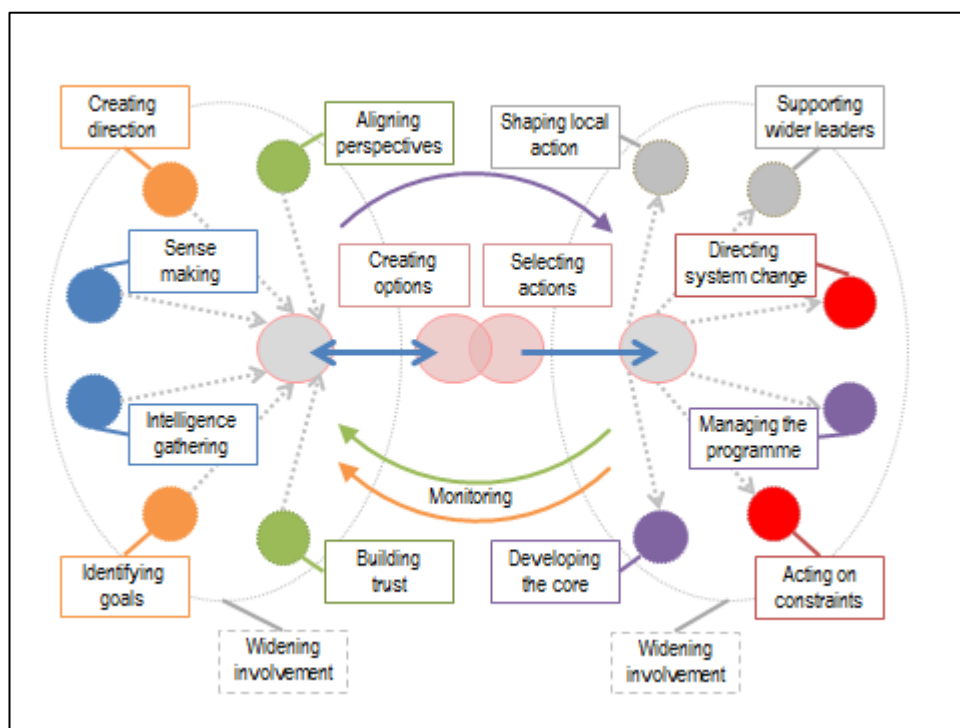 Creating
direction
Aligning
perspectives
Shaping local
action
Supporting
wider leaders
Sense
making
Creating
options
Selecting
actions
Directing
system change
Intelligence
gathering
Managing the
programme
Monitoring
Identifying
goals
Building
trust
Developing
the core
Acting on
constraints
Widening
involvement
Widening
involvement